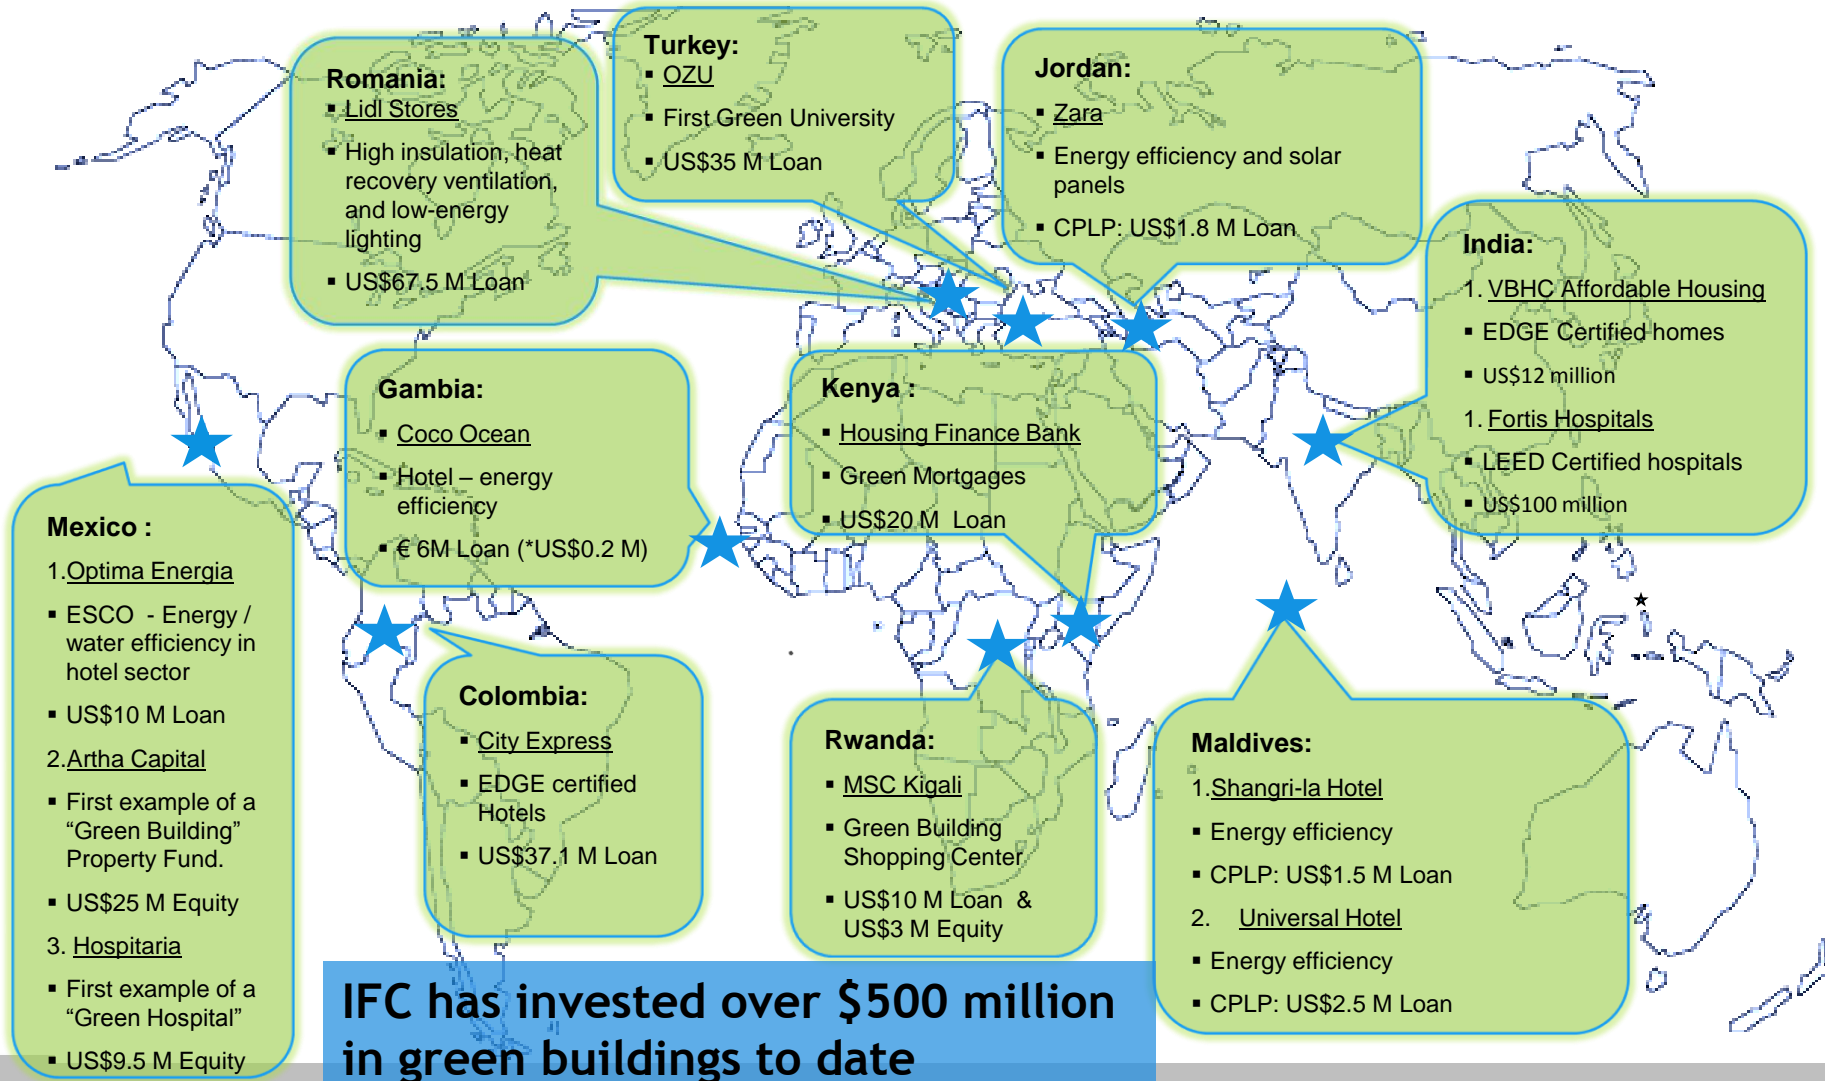 Romania:
▪ Lidl Stores
▪ High insulation, heat
recovery ventilation,
and low-energy
lighting
▪ US$67.5 M Loan
Turkey:
▪ OZU
▪ First Green University
▪ US$35 M Loan
Jordan:
▪ Zara
▪ Energy efficiency and solar
panels
▪ CPLP: US$1.8 M Loan
India:
1. VBHC Affordable Housing
▪ EDGE Certified homes
▪ US$12 million
1. Fortis Hospitals
▪ LEED Certified hospitals
▪ US$100 million
Gambia:
▪ Coco Ocean
▪ Hotel – energy
efficiency
▪ € 6M Loan (*US$0.2 M)
Kenya :
▪ Housing Finance Bank
▪ Green Mortgages
▪ US$20 M  Loan
Mexico :
1.Optima Energia
▪ ESCO  - Energy /
water efficiency in
hotel sector
▪ US$10 M Loan
2.Artha Capital
▪ First example of a
“Green Building”
Property Fund.
▪ US$25 M Equity
3. Hospitaria
▪ First example of a
“Green Hospital”
▪ US$9.5 M Equity
Colombia:
▪ City Express
▪ EDGE certified
Hotels
▪ US$37.1 M Loan
Rwanda:
▪ MSC Kigali
▪ Green Building
Shopping Center
▪ US$10 M Loan  &
US$3 M Equity
Maldives:
1.Shangri-la Hotel
▪ Energy efficiency
▪ CPLP: US$1.5 M Loan
2. Universal Hotel
▪ Energy efficiency
▪ CPLP: US$2.5 M Loan
IFC has invested over $500 million
in green buildings to date